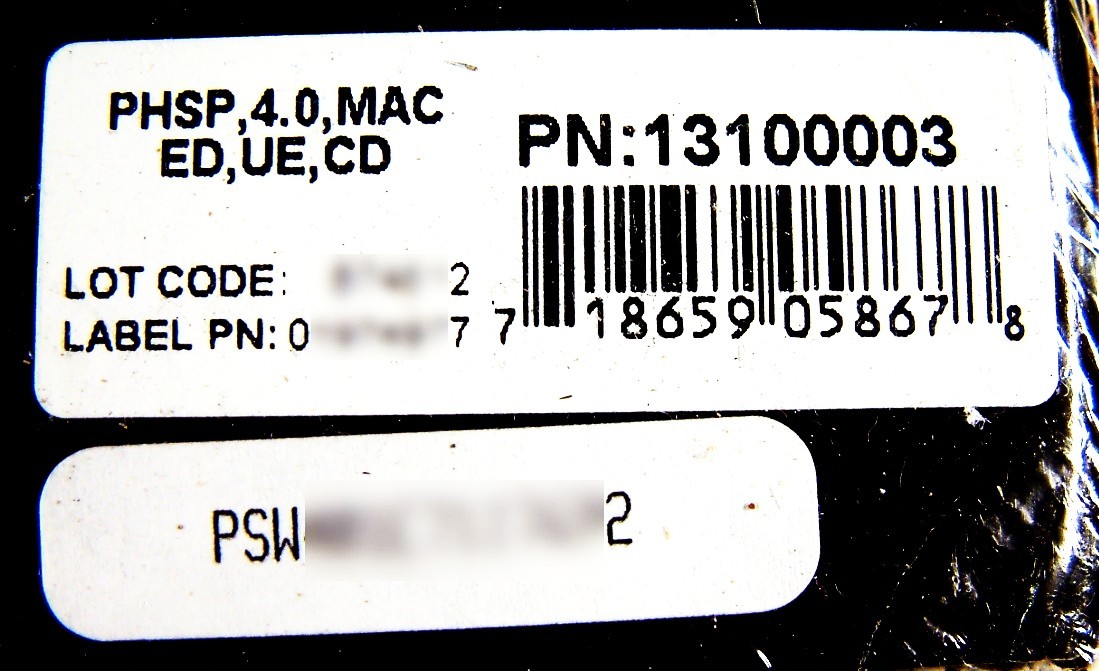 PHSP,4.0,MAC
ED,UE,CD
PN:13100003
LOT CODE: 2
LABEL PN: 0 7
7 18659 05867 8
PSW 2